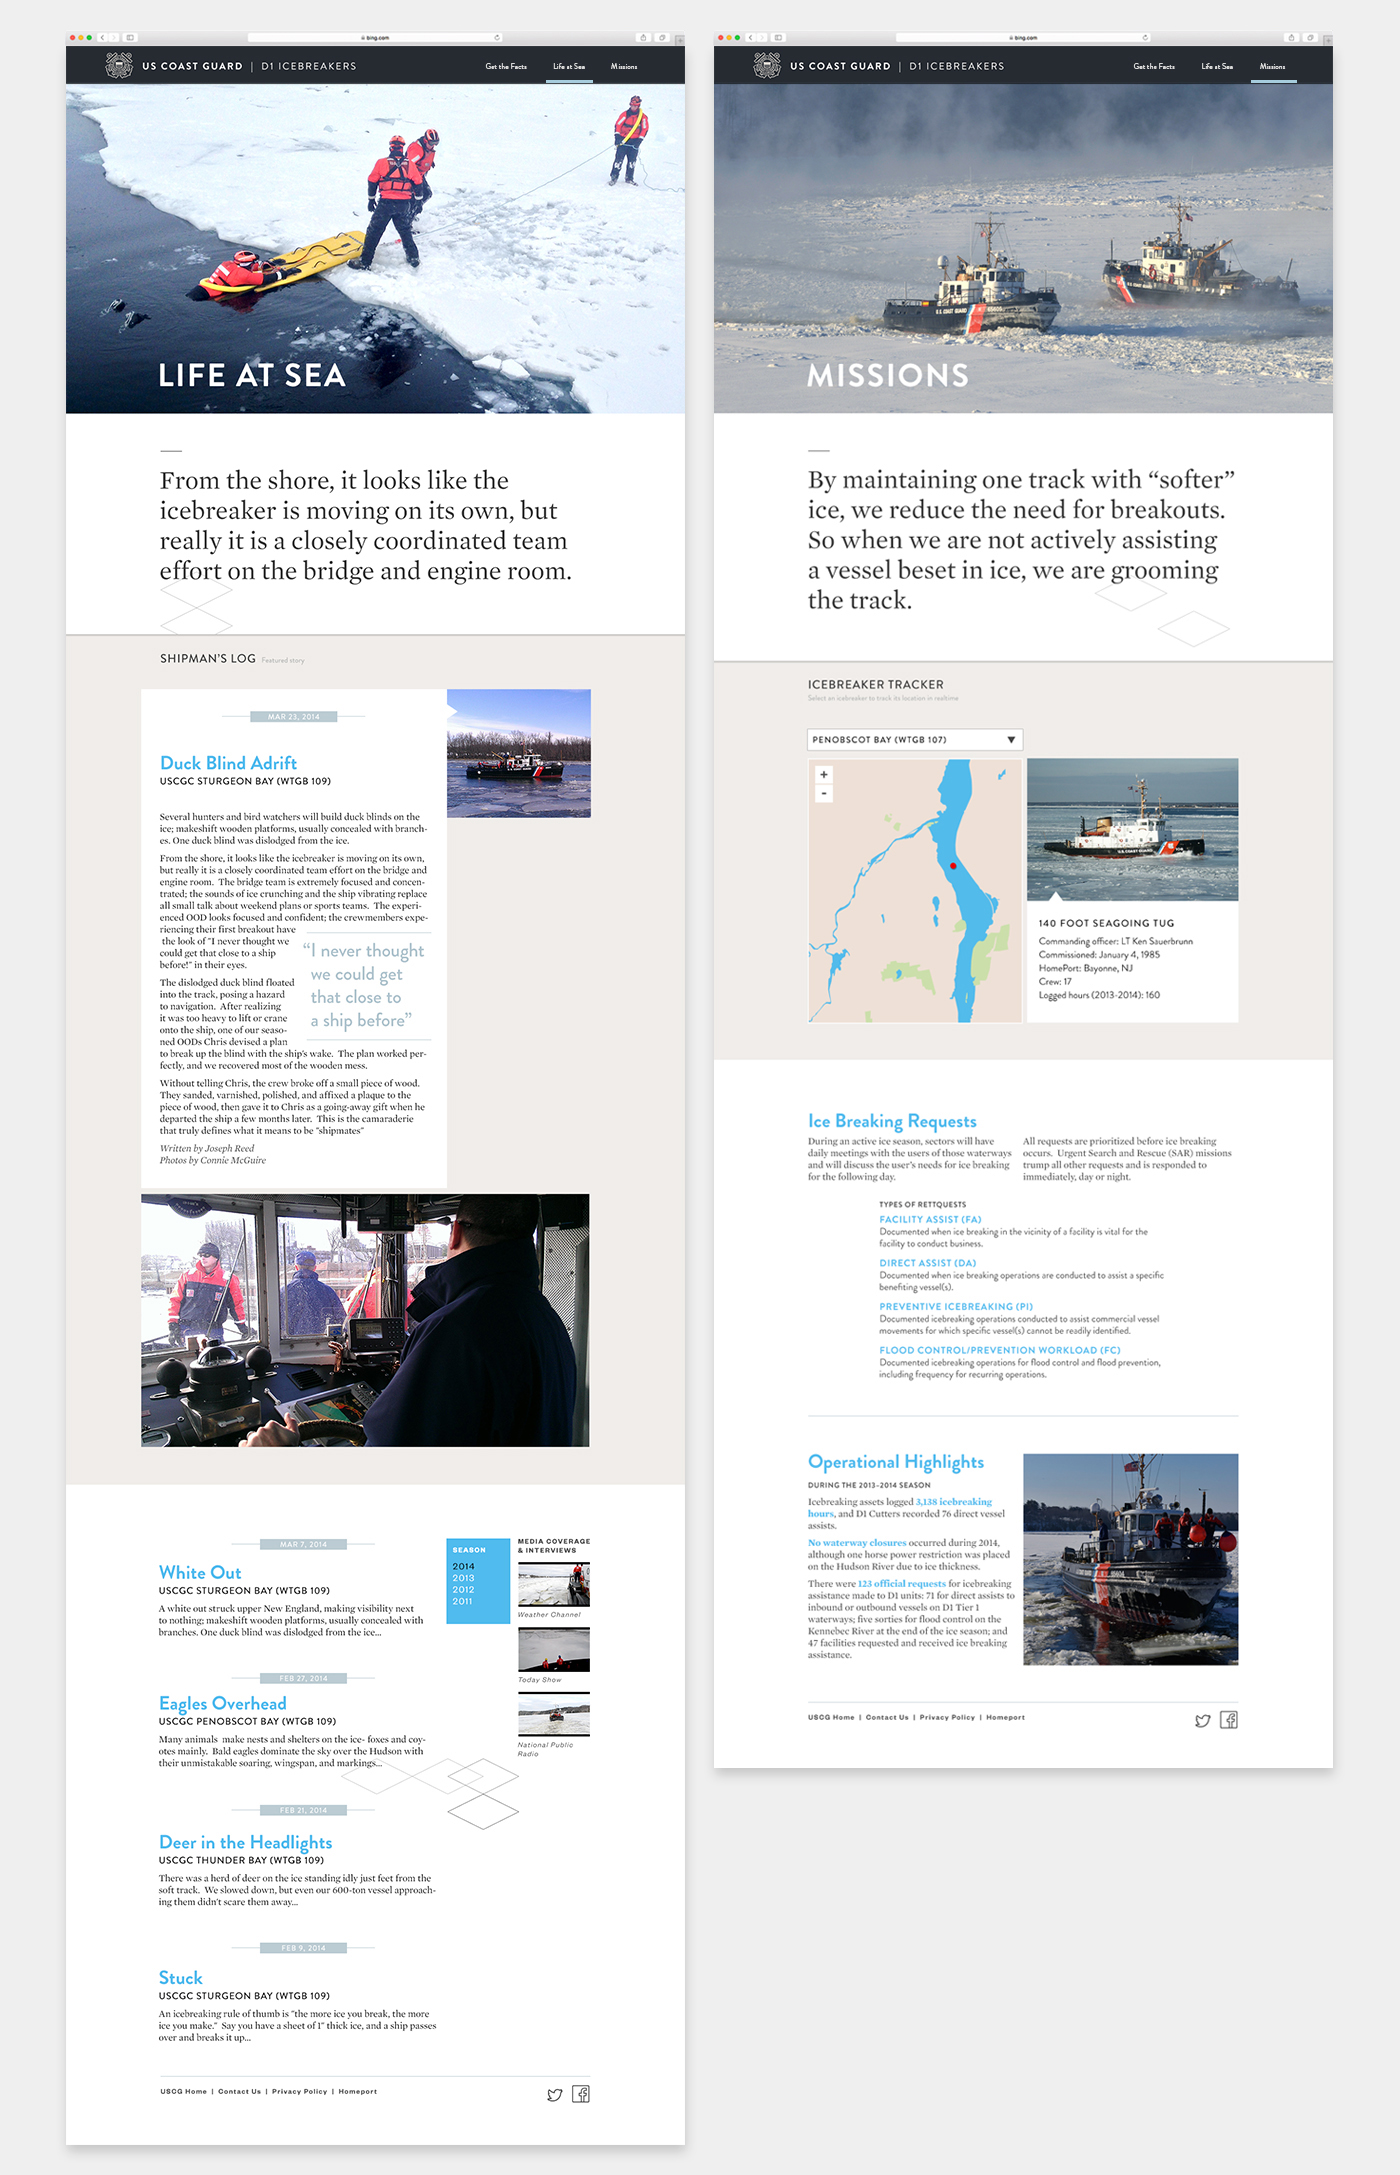 bing.com
US COAST GUARD | D1 ICEBREAKERS
Get the Facts
Life at Sea
Missions
LIFE AT SEA
From the shore, it looks like the
icebreaker is moving on its own, but
really it is a closely coordinated team
effort on the bridge and engine room.
SHIPMAN'S LOG Featured story
MAR 23, 2014
Duck Blind Adrift
USCGC STURGEON BAY (WTGB 109)
Several hunters and bird watchers will build duck blinds on the
ice; makeshift wooden platforms, usually concealed with branch-
es. One duck blind was dislodged from the ice.
From the shore, it looks like the icebreaker is moving on its own,
but really it is a closely coordinated team effort on the bridge and
engine room. The bridge team is extremely focused and concen-
trated; the sounds of ice crunching and the ship vibrating replace
all small talk about weekend plans or sports teams. The experi-
enced OOD looks focused and confident; the crewmembers expe-
riencing their first breakout have
the look of "I never thought we
could get that close to a ship
before!" in their eyes.
The dislodged duck blind floated
into the track, posing a hazard
to navigation. After realizing
it was too heavy to lift or crane
onto the ship, one of our seaso-
ned OODs Chris devised a plan
to break up the blind with the ship's wake. The plan worked per-
fectly, and we recovered most of the wooden mess.
Without telling Chris, the crew broke off a small piece of wood.
They sanded, varnished, polished, and affixed a plaque to the
piece of wood, then gave it to Chris as a going-away gift when he
departed the ship a few months later. This is the camaraderie
that truly defines what it means to be "shipmates"
Written by Joseph Reed
Photos by Connie McGuire
“I never thought
we could get
that close to
a ship before”
MAR 7, 2014
White Out
USCGC STURGEON BAY (WTGB 109)
A white out struck upper New England, making visibility next
to nothing; makeshift wooden platforms, usually concealed with
branches. One duck blind was dislodged from the ice...
FEB 27, 2014
Eagles Overhead
USCGC PENOBSCOT BAY (WTGB 109)
Many animals make nests and shelters on the ice- foxes and coy-
otes mainly. Bald eagles dominate the sky over the Hudson with
their unmistakable soaring, wingspan, and markings...
FEB 21, 2014
Deer in the Headlights
USCGC THUNDER BAY (WTGB 109)
There was a herd of deer on the ice standing idly just feet from the
soft track. We slowed down, but even our 600-ton vessel approach-
ing them didn't scare them away...
FEB 9, 2014
Stuck
USCGC STURGEON BAY (WTGB 109)
An icebreaking rule of thumb is "the more ice you break, the more
ice you make." Say you have a sheet of 1" thick ice, and a ship passes
over and breaks it up...
SEASON
2014
2013
2012
2011
MEDIA COVERAGE
& INTERVIEWS
Weather Channel
Today Show
National Public
Radio
USCG Home | Contact Us | Privacy Policy | Homeport
bing.com
US COAST GUARD | D1 ICEBREAKERS
Get the Facts
Life at Sea
Missions
U.S. COAST GUARD
MISSIONS
By maintaining one track with “softer”
ice, we reduce the need for breakouts.
So when we are not actively assisting
a vessel beset in ice, we are grooming
the track.
ICEBREAKER TRACKER
Select an icebreaker to track its location in realtime
PENOBSCOT BAY (WTGB 107)
+
-
U.S. COAST GUARD
140 FOOT SEAGOING TUG
Commanding officer: LT Ken Sauerbrunn
Commissioned: January 4, 1985
HomePort: Bayonne, NJ
Crew: 17
Logged hours (2013-2014): 160
Ice Breaking Requests
During an active ice season, sectors will have
daily meetings with the users of those waterways
and will discuss the user's needs for ice breaking
for the following day.
All requests are prioritized before ice breaking
occurs. Urgent Search and Rescue (SAR) missions
trump all other requests and is responded to
immediately, day or night.
TYPES OF RETTQUESTS
FACILITY ASSIST (FA)
Documented when ice breaking in the vicinity of a facility is vital for the
facility to conduct business.
DIRECT ASSIST (DA)
Documented when ice breaking operations are conducted to assist a specific
benefiting vessel(s).
PREVENTIVE ICEBREAKING (PI)
Documented icebreaking operations conducted to assist commercial vessel
movements for which specific vessel(s) cannot be readily identified.
FLOOD CONTROL/PREVENTION WORKLOAD (FC)
Documented icebreaking operations for flood control and flood prevention,
including frequency for recurring operations.
Operational Highlights
DURING THE 2013-2014 SEASON
Icebreaking assets logged 3,138 icebreaking
hours, and D1 Cutters recorded 76 direct vessel
assists.
No waterway closures occurred during 2014,
although one horse power restriction was placed
on the Hudson River due to ice thickness.
There were 123 official requests for icebreaking
assistance made to D1 units: 71 for direct assists to
inbound or outbound vessels on D1 Tier 1
waterways; five sorties for flood control on the
Kennebec River at the end of the ice season; and
47 facilities requested and received ice breaking
assistance.
USCG Home | Contact Us | Privacy Policy | Homeport